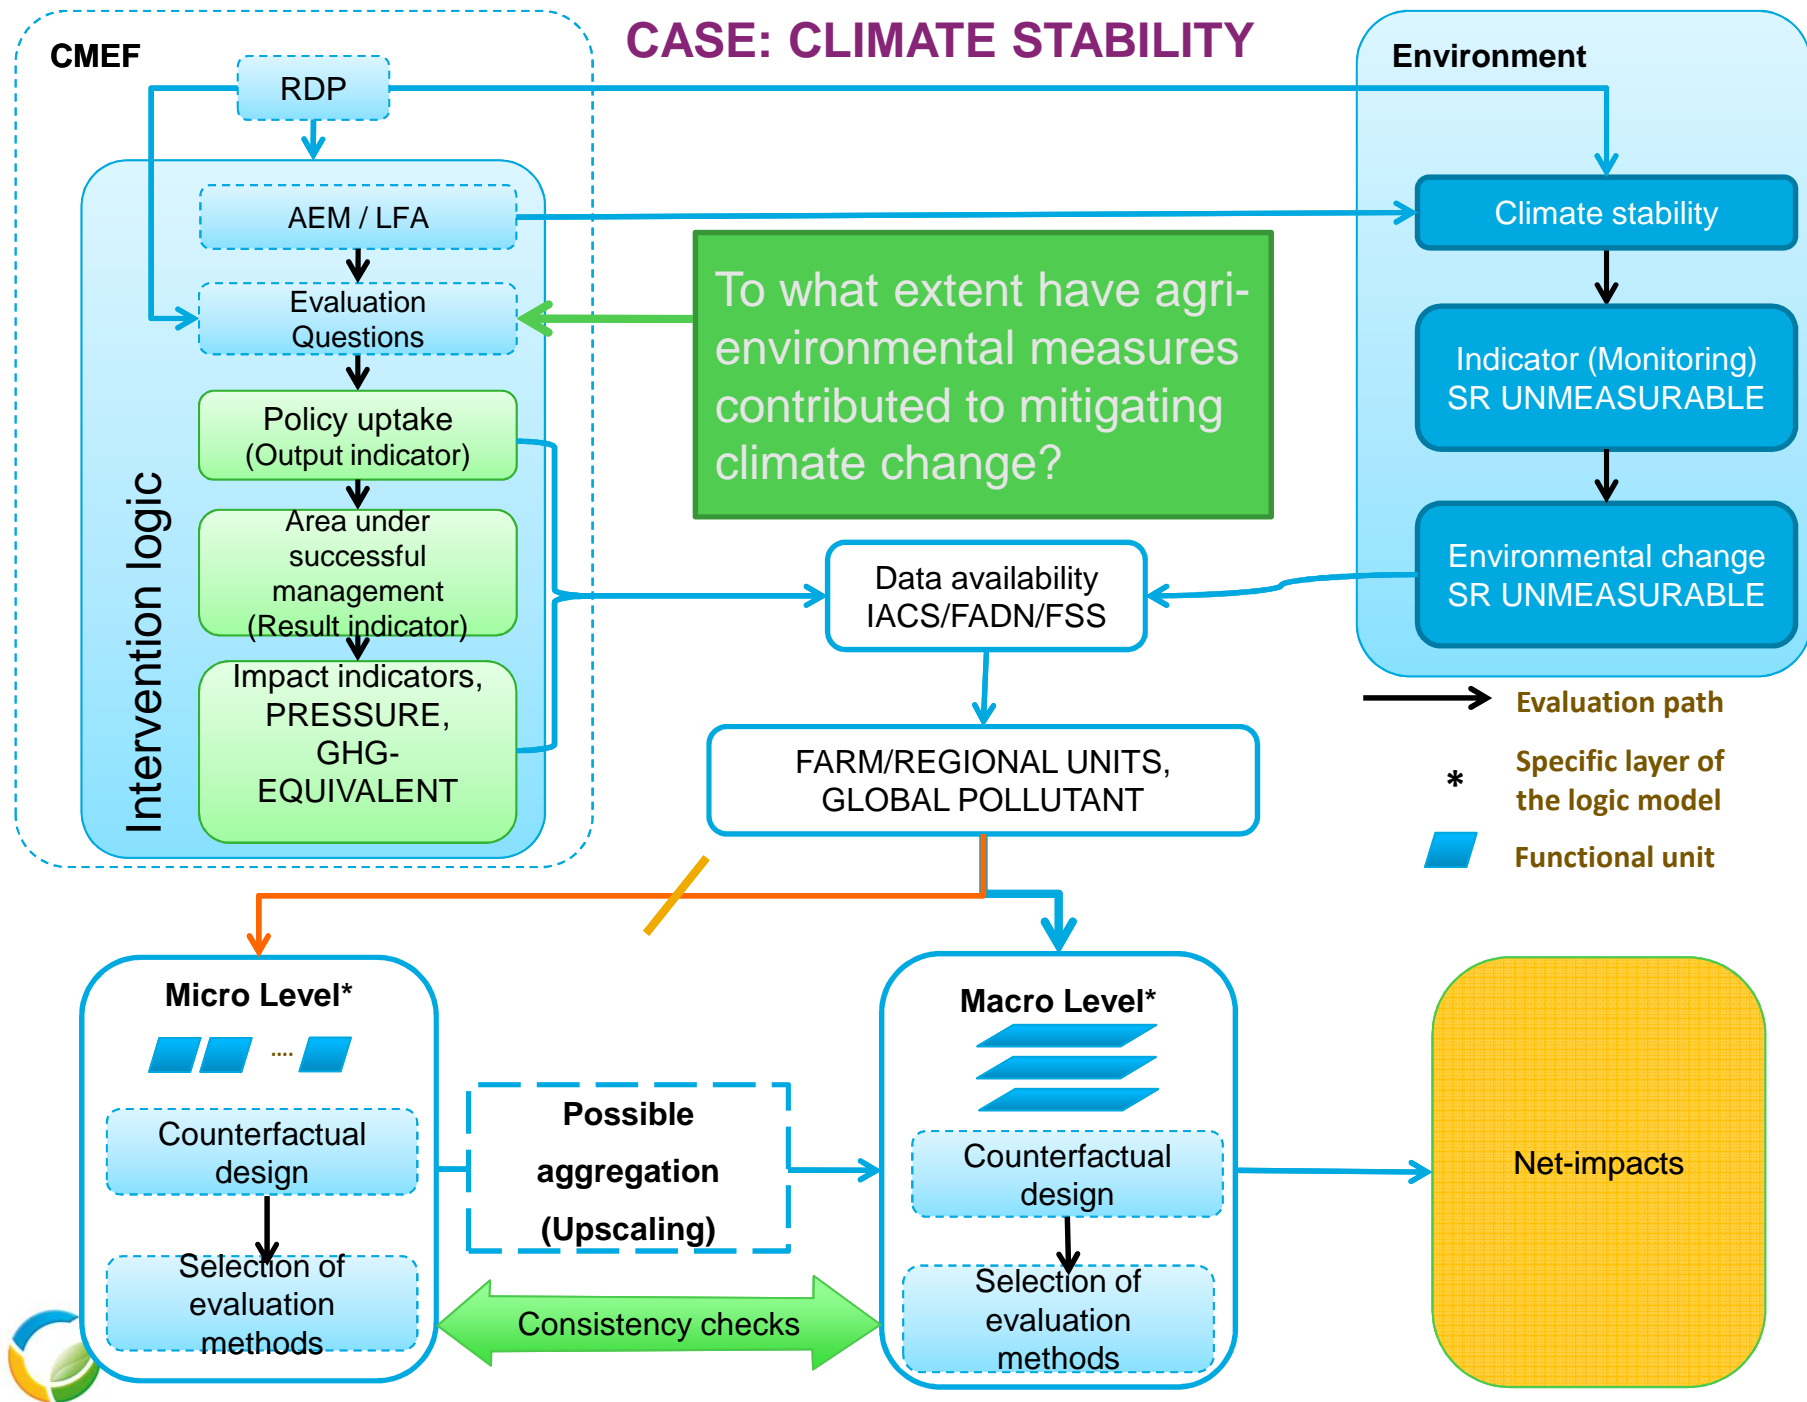 CASE: CLIMATE STABILITY
CMEF
RDP
Intervention logic
AEM / LFA
Evaluation
Questions
Policy uptake
(Output indicator)
Area under
successful
management
(Result indicator)
Impact indicators,
PRESSURE,
GHG-
EQUIVALENT
To what extent have agri-
environmental measures
contributed to mitigating
climate change?
Environment
Climate stability
Indicator (Monitoring)
SR UNMEASURABLE
Environmental change
SR UNMEASURABLE
Data availability
IACS/FADN/FSS
FARM/REGIONAL UNITS,
GLOBAL POLLUTANT
Evaluation path
* Specific layer of
the logic model
Functional unit
Micro Level*
....
Counterfactual
design
Selection of
evaluation
methods
Possible
aggregation
(Upscaling)
Consistency checks
Macro Level*
Counterfactual
design
Selection of
evaluation
methods
Net-impacts